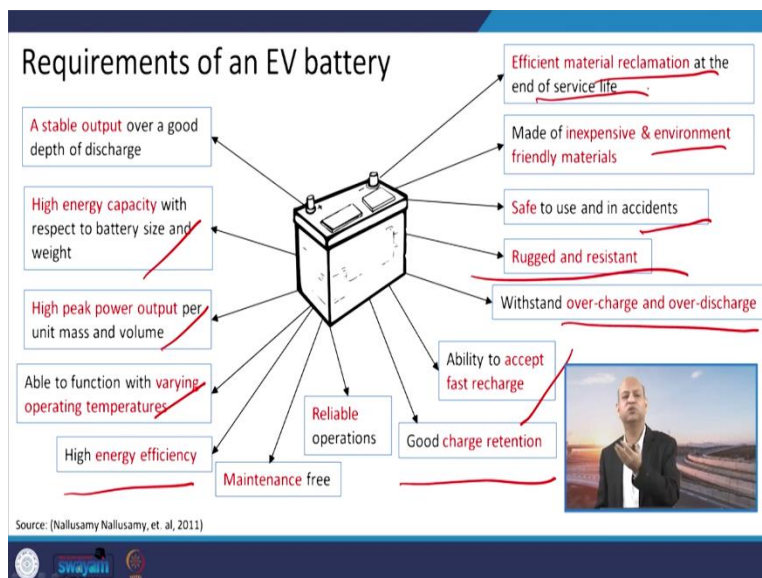 Requirements of an EV battery
A stable output over a good
depth of discharge
High energy capacity with
respect to battery size and
weight
High peak power output per
unit mass and volume
Able to function with varying
operating temperatures
High energy efficiency
Maintenance free
Reliable
operations
Good charge retention
Ability to accept
fast recharge
Withstand over-charge and over-discharge
Rugged and resistant
Safe to use and in accidents
Made of inexpensive & environment
friendly materials
Efficient material reclamation at the
end of service life
Source: (Nallusamy Nallusamy, et. al, 2011)
swayam